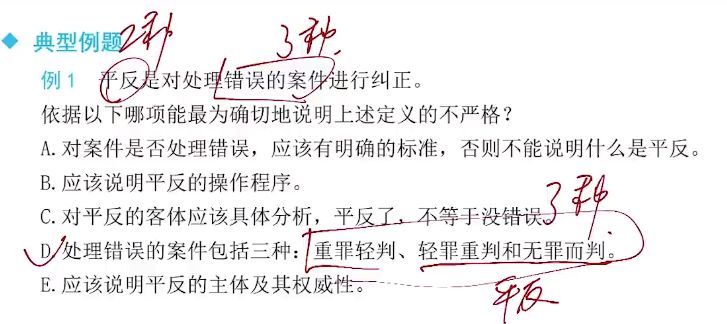 2种
3种.
典型例题
例1 平反是对处理错误的案件进行纠正。
依据以下哪项能最为确切地说明上述定义的不严格?
A.对案件是否处理错误,应该有明确的标准,否则不能说明什么是平反。
B.应该说明平反的操作程序。
C.对平反的客体应该具体分析,平反了,不等于没错误。
3种.
D.处理错误的案件包括三种:重罪轻判、轻罪重判和无罪而判。
E.应该说明平反的主体及其权威性。
平反